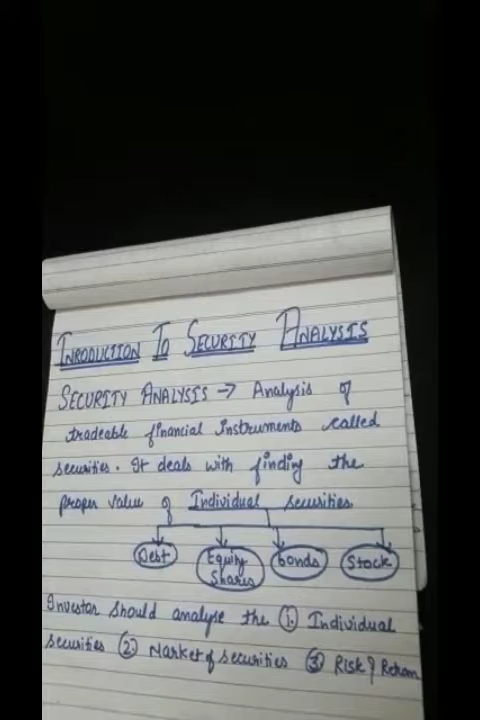 INRODUCTION TO SECURITY ANALYSIS
SECURITY ANALYSIS → Analysis of
tradeable financial instruments called
securities. It deals with finding the
proper value of Individual securities
Debt Equity Shares bonds Stock
Investor should analyse the ① Individual
securities ② Market of securities ③ Risk & Return